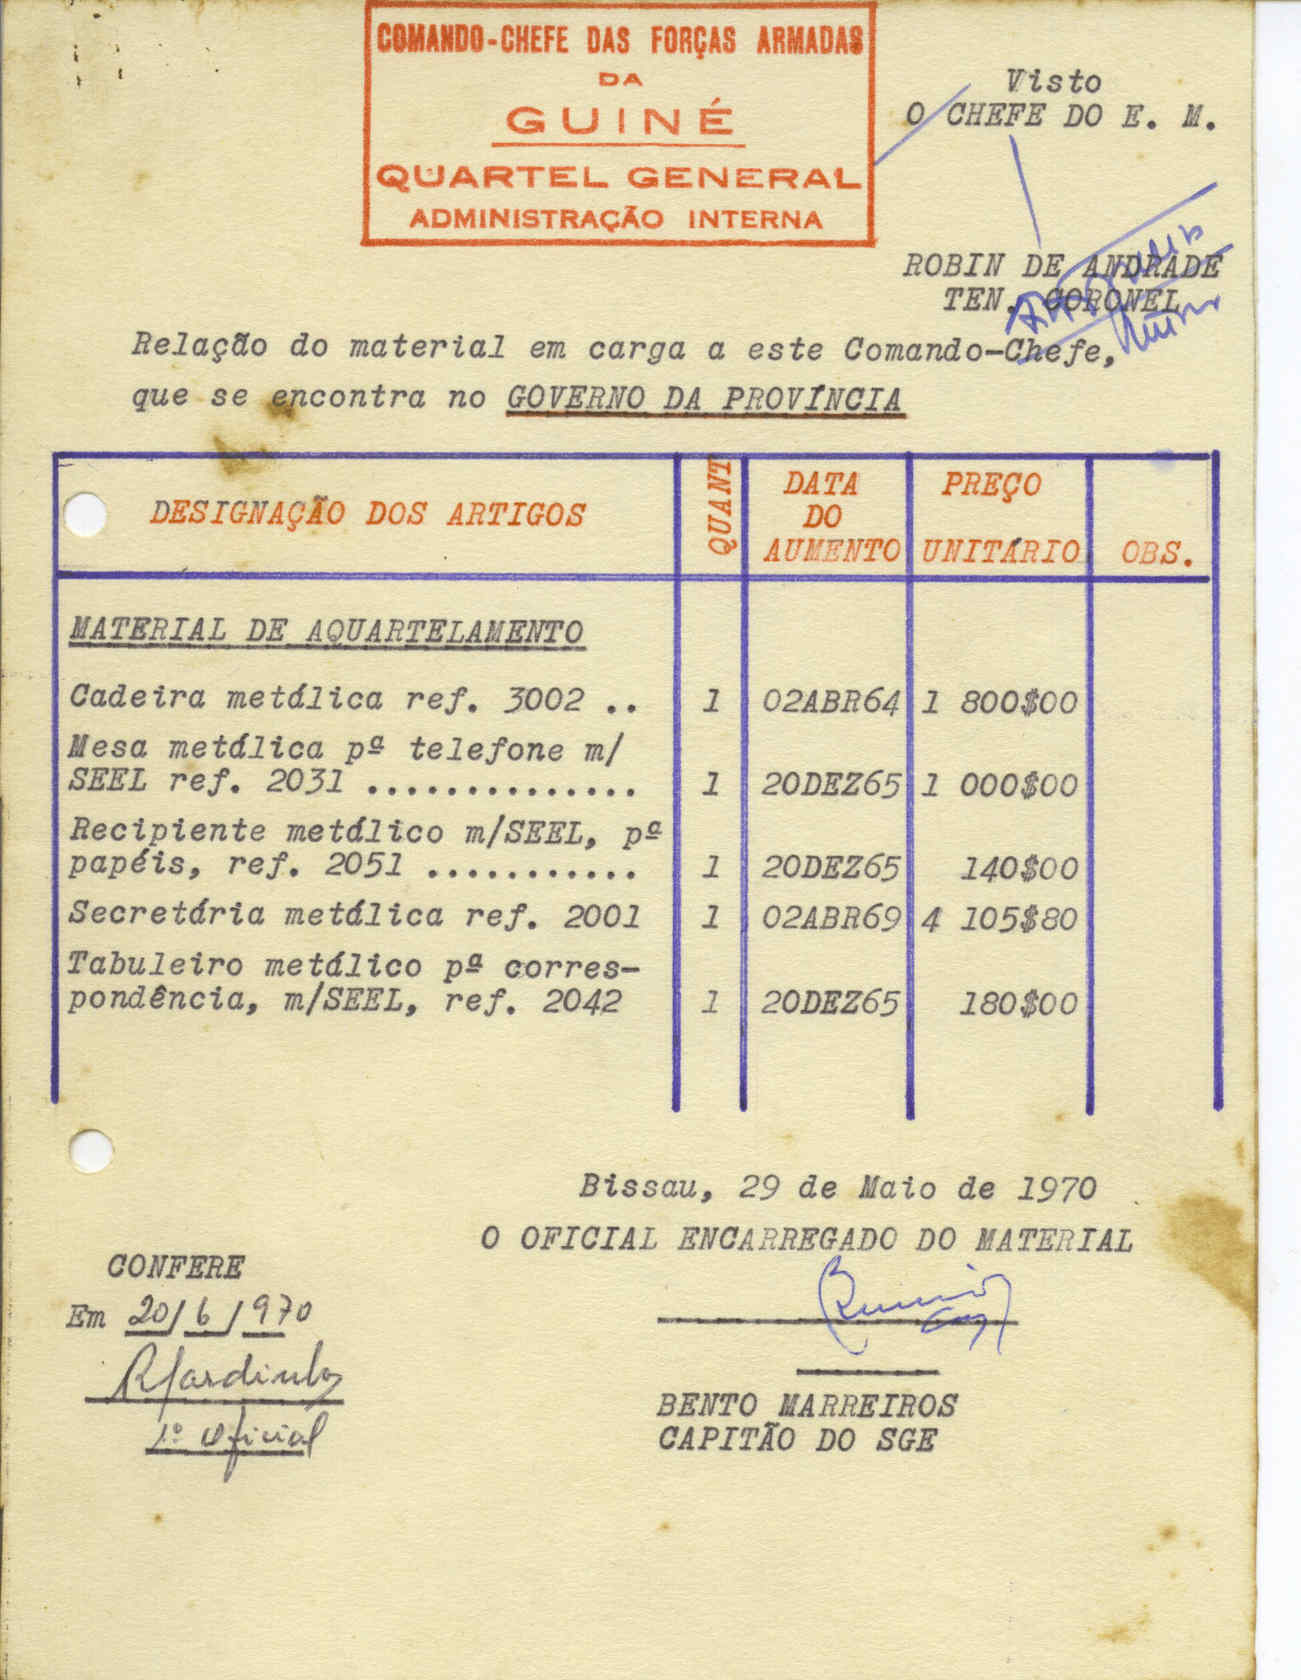 COMANDO-CHEFE DAS FORÇAS ARMADAS
DA
GUINÉ
QUARTEL GENERAL
ADMINISTRAÇÃO INTERNA
Visto
O CHEFE DO E. M.
ROBIN DE ANDRADE
TEN. CORONEL
Relação do material em carga a este Comando-Chefe,
que se encontra no GOVERNO DA PROVÍNCIA
DESIGNAÇÃO DOS ARTIGOS
QUANT
DATA
DO
AUMENTO
PREÇO
UNITÁRIO
OBS.
MATERIAL DE AQUARTELAMENTO
Cadeira metálica ref. 3002 .. 1 02ABR64 1 800$00
Mesa metálica pª telefone m/
SEEL ref. 2031 .............. 1 20DEZ65 1 000$00
Recipiente metálico m/SEEL, pª
papéis, ref. 2051 ........... 1 20DEZ65 140$00
Secretária metálica ref. 2001 1 02ABR69 4 105$80
Tabuleiro metálico pª corres-
pondência, m/SEEL, ref. 2042 1 20DEZ65 180$00
Bissau, 29 de Maio de 1970
O OFICIAL ENCARREGADO DO MATERIAL
CONFERE
Em 20/6/970
1º Oficial
BENTO MARREIROS
CAPITÃO DO SGE